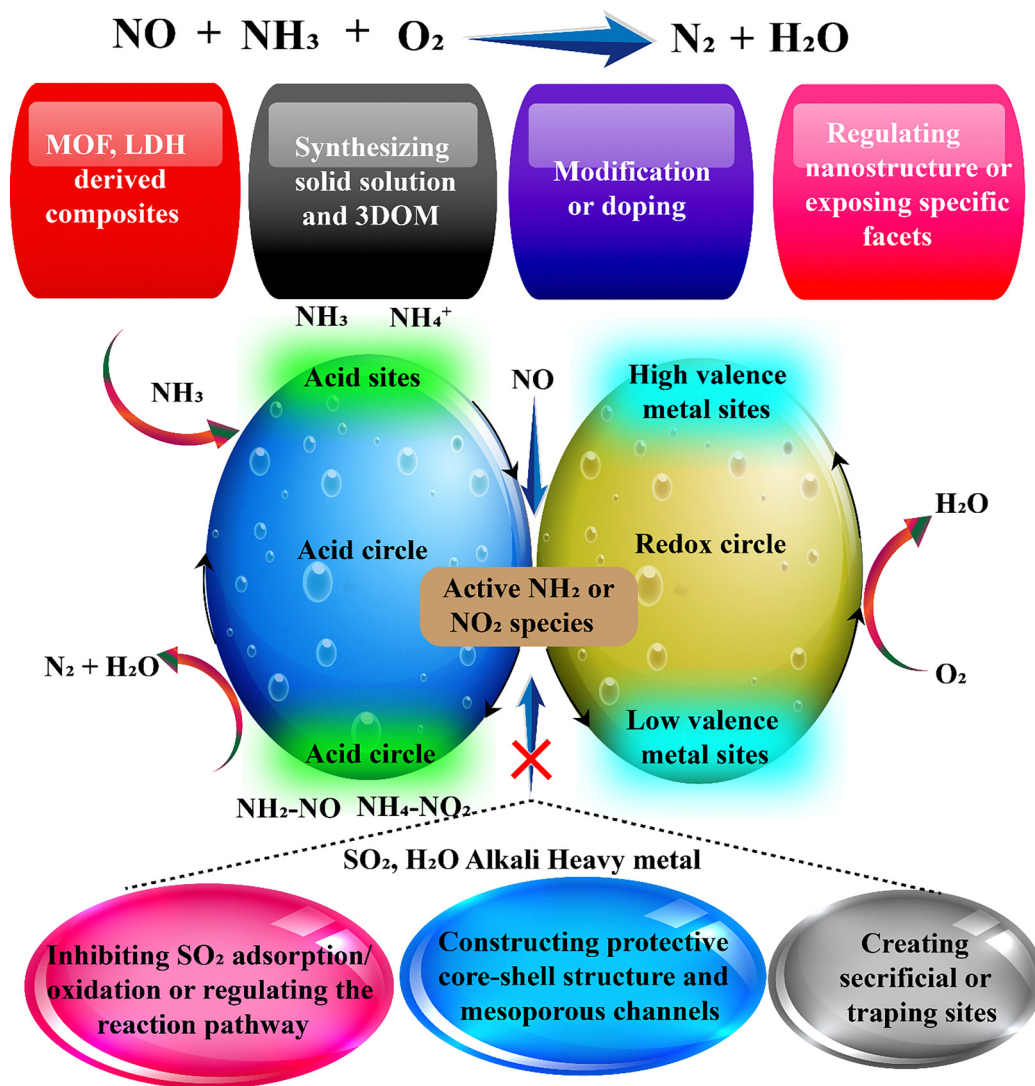 NO + NH₃ + O₂ N₂ + H₂O
MOF, LDH
derived
composites
Synthesizing
solid solution
and 3DOM
Modification
or doping
Regulating
nanostructure or
exposing specific
facets
NH₃ NH₄⁺
Acid sites
NH₃
NO
High valence
metal sites
H₂O
Acid circle
Redox circle
Active NH₂ or
NO₂ species
N₂ + H₂O
O₂
Acid circle
Low valence
metal sites
NH₂-NO NH₄-NO₂
SO₂, H₂O Alkali Heavy metal
Inhibiting SO₂ adsorption/
oxidation or regulating the
reaction pathway
Constructing protective
core-shell structure and
mesoporous channels
Creating
secrificial or
traping sites